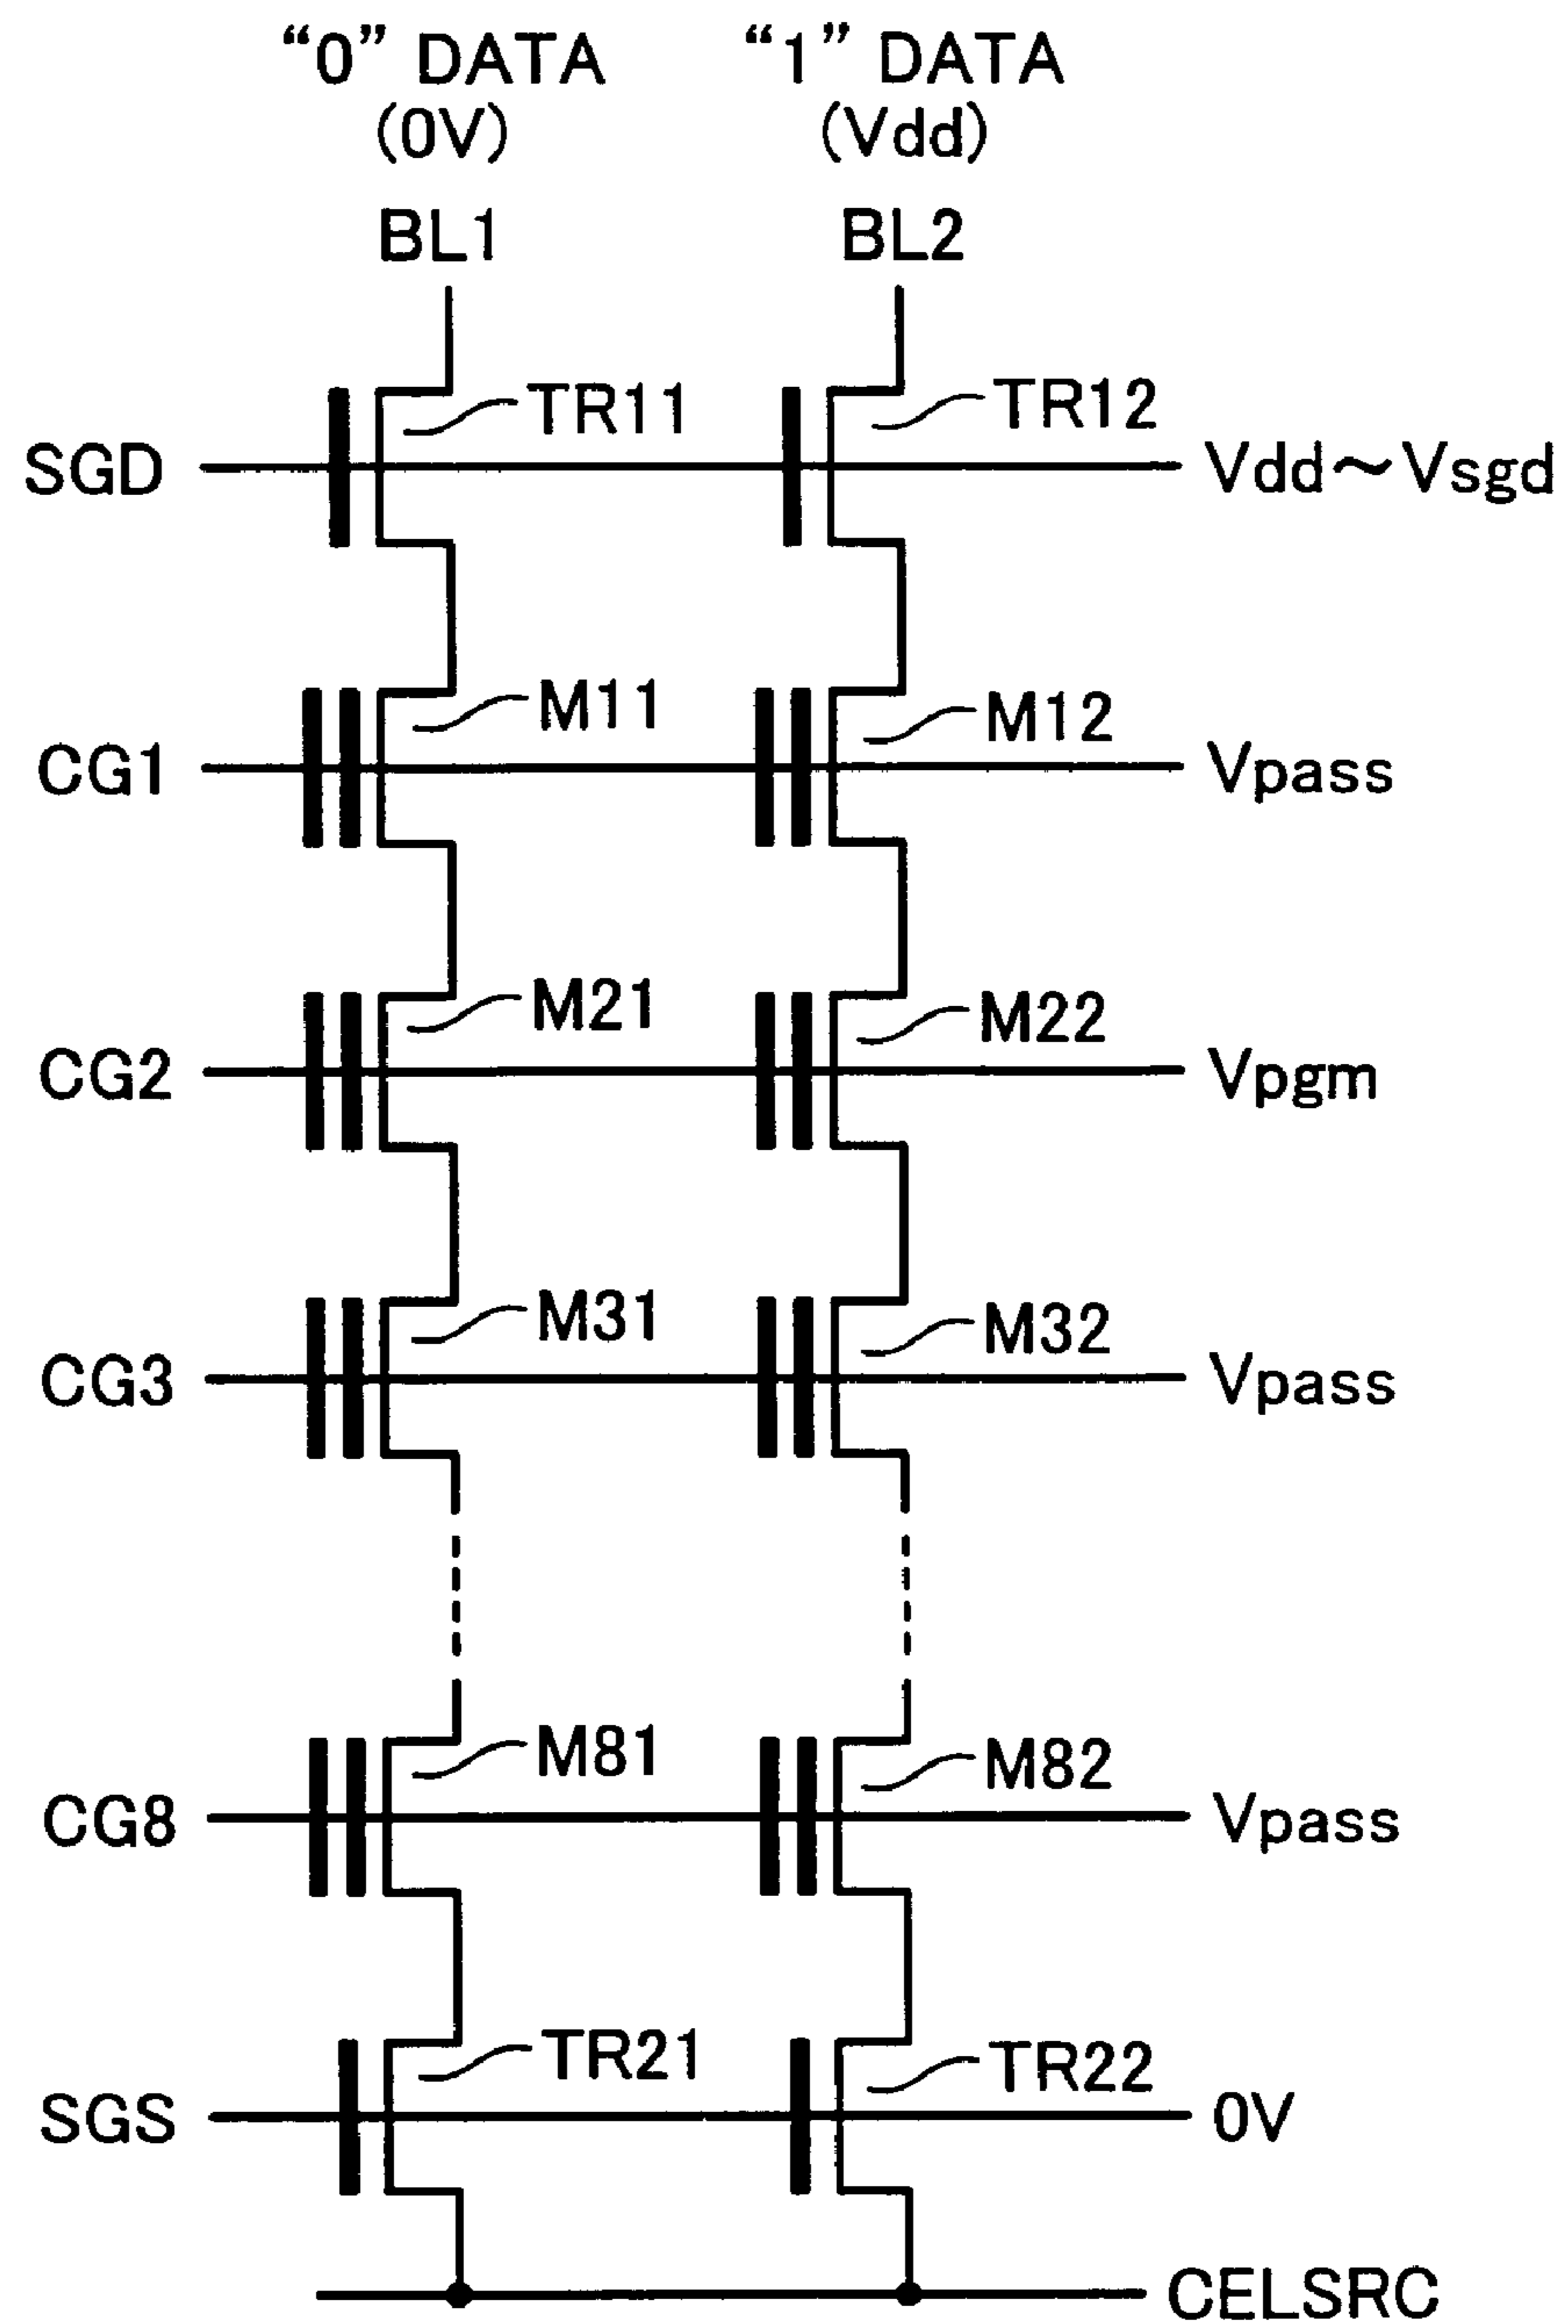 “0” DATA “1” DATA
(0V) (Vdd)
BL1 BL2
TR11 TR12
SGD Vdd～Vsgd
M11 M12
CG1 Vpass
M21 M22
CG2 Vpgm
M31 M32
CG3 Vpass
M81 M82
CG8 Vpass
TR21 TR22
SGS 0V
CELSRC